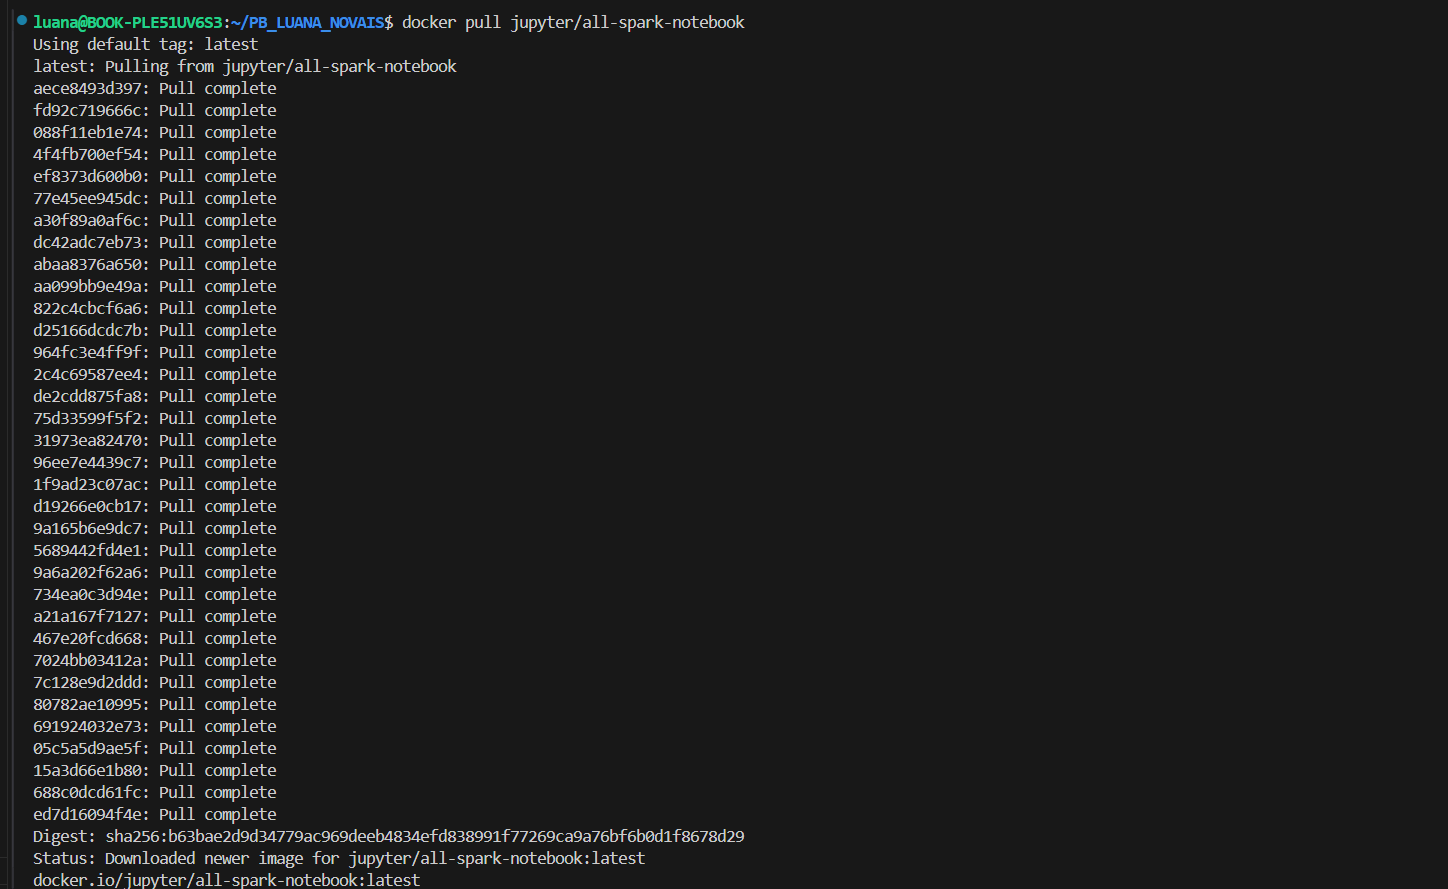 luana@BOOK-PLE51UV6S3:~/PB_LUANA_NOVAIS$ docker pull jupyter/all-spark-notebook
Using default tag: latest
latest: Pulling from jupyter/all-spark-notebook
aece8493d397: Pull complete
fd92c719666c: Pull complete
088f11eb1e74: Pull complete
4f4fb700ef54: Pull complete
ef8373d600b0: Pull complete
77e45ee945dc: Pull complete
a30f89a0af6c: Pull complete
dc42adc7eb73: Pull complete
abaa8376a650: Pull complete
aa099bb9e49a: Pull complete
822c4cbcf6a6: Pull complete
d25166dcdc7b: Pull complete
964fc3e4ff9f: Pull complete
2c4c69587ee4: Pull complete
de2cdd875fa8: Pull complete
75d33599f5f2: Pull complete
31973ea82470: Pull complete
96ee7e4439c7: Pull complete
1f9ad23c07ac: Pull complete
d19266e0cb17: Pull complete
9a165b6e9dc7: Pull complete
5689442fd4e1: Pull complete
9a6a202f62a6: Pull complete
734ea0c3d94e: Pull complete
a21a167f7127: Pull complete
467e20fcd668: Pull complete
7024bb03412a: Pull complete
7c128e9d2ddd: Pull complete
80782ae10995: Pull complete
691924032e73: Pull complete
05c5a5d9ae5f: Pull complete
15a3d66e1b80: Pull complete
688c0dcd61fc: Pull complete
ed7d16094f4e: Pull complete
Digest: sha256:b63bae2d9d34779ac969deeb4834efd838991f77269ca9a76bf6b0d1f8678d29
Status: Downloaded newer image for jupyter/all-spark-notebook:latest
docker.io/jupyter/all-spark-notebook:latest